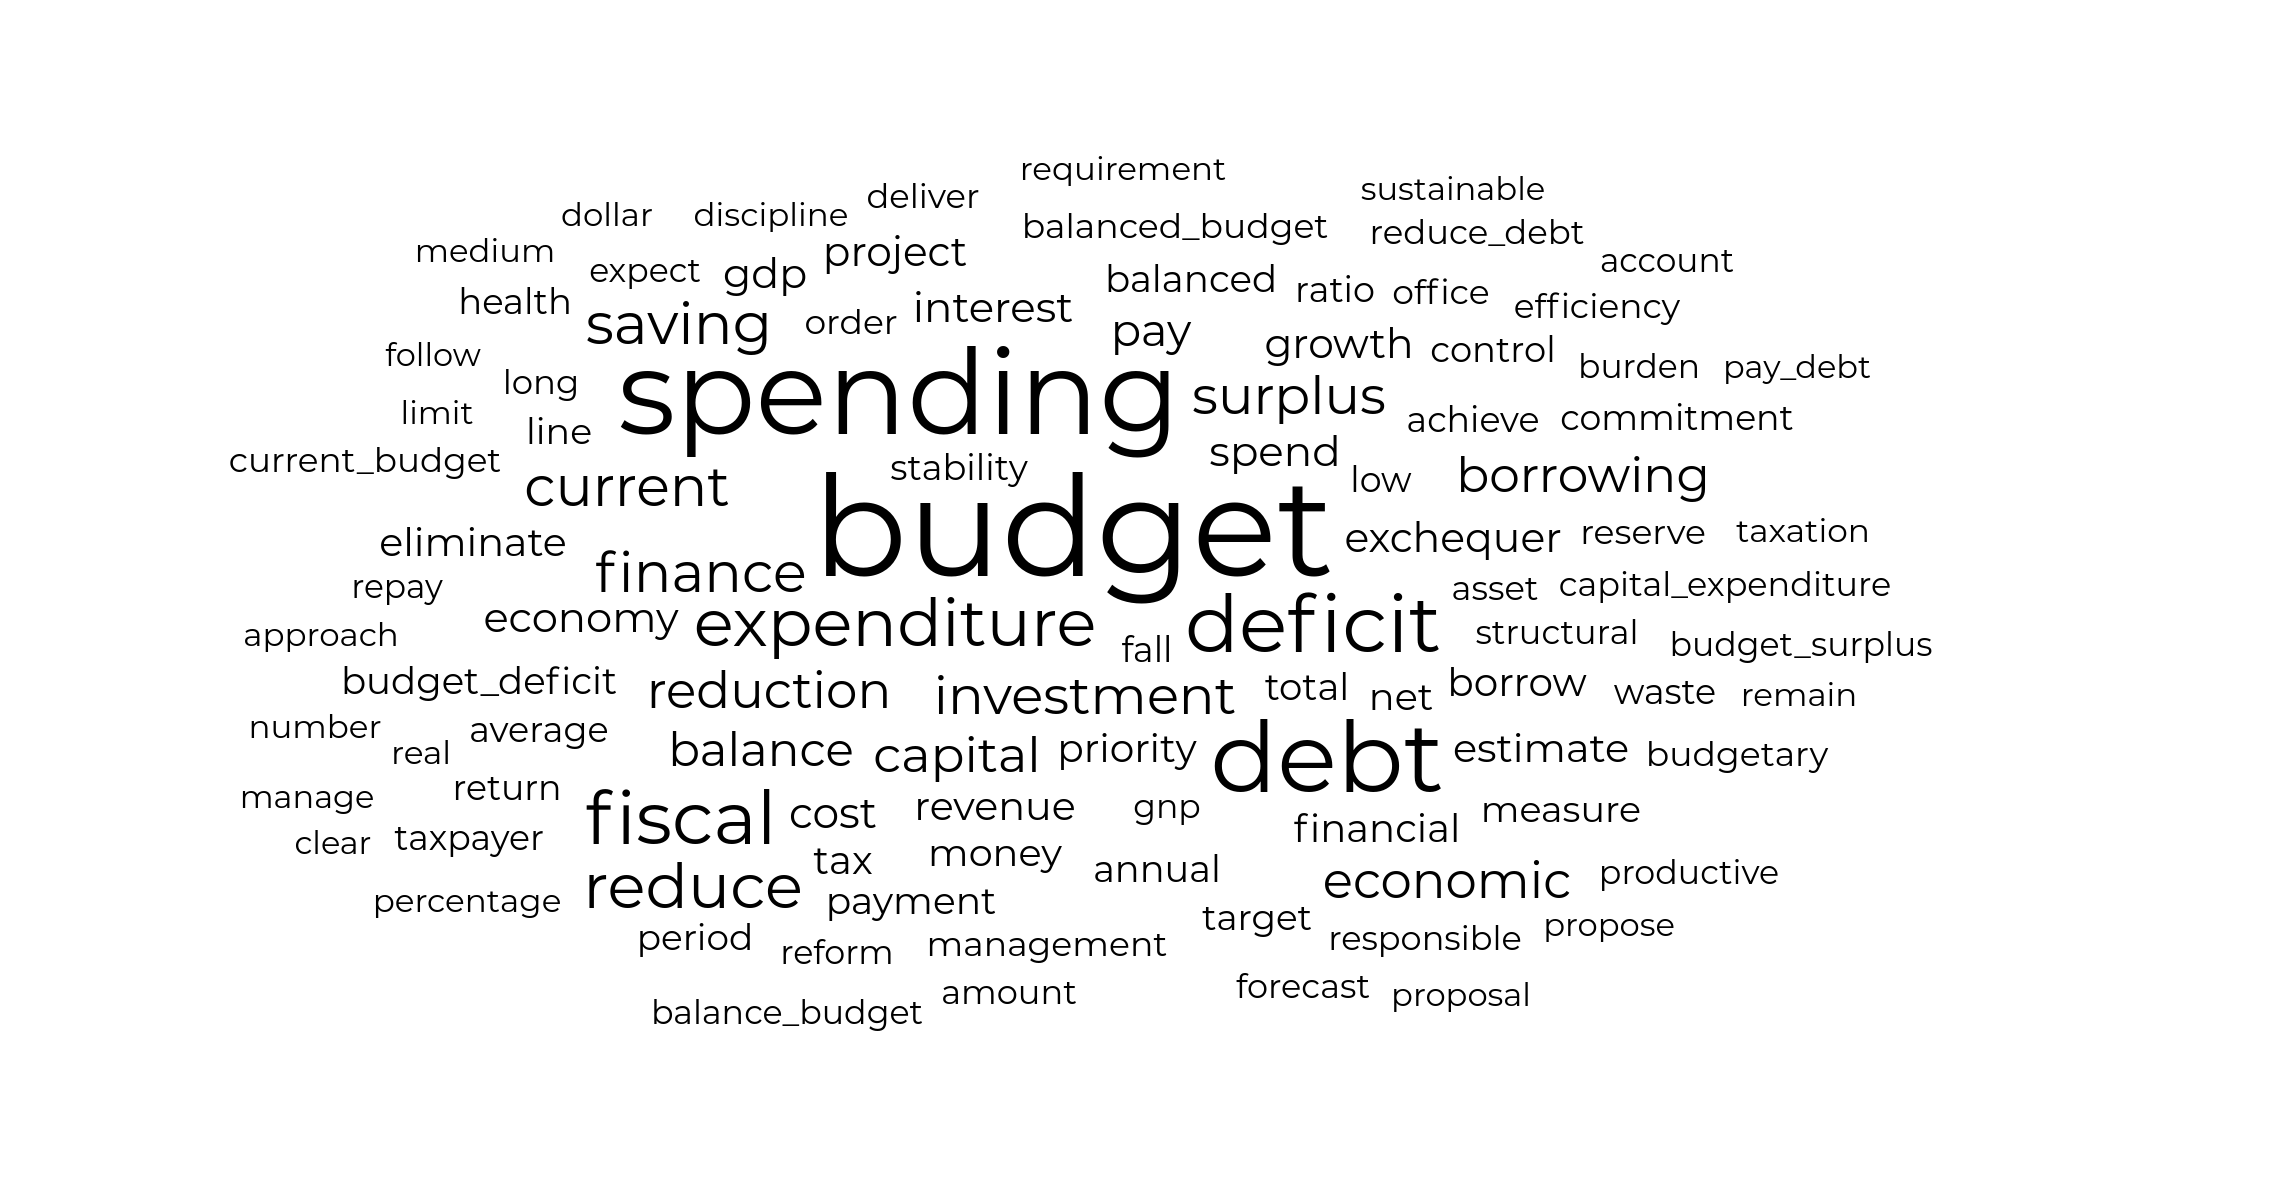 requirement
sustainable
deliver
dollar
discipline
balanced_budget
reduce_debt
medium
project
account
expect
gdp
balanced
ratio
office
health
interest
efficiency
saving
order
pay
growth
control
follow
burden
pay_debt
long
spending
surplus
limit
achieve
commitment
line
spend
current_budget
stability
borrowing
low
current
budget
eliminate
exchequer
reserve
taxation
finance
repay
asset
capital_expenditure
economy
expenditure
deficit
approach
fall
structural
budget_surplus
budget_deficit
reduction
investment
total
net
borrow
waste
remain
number
average
real
balance
capital
priority
debt
estimate
budgetary
return
manage
fiscal
cost
revenue
gnp
measure
clear
taxpayer
financial
tax
money
annual
economic
productive
reduce
percentage
payment
target
propose
period
reform
management
responsible
forecast
amount
proposal
balance_budget